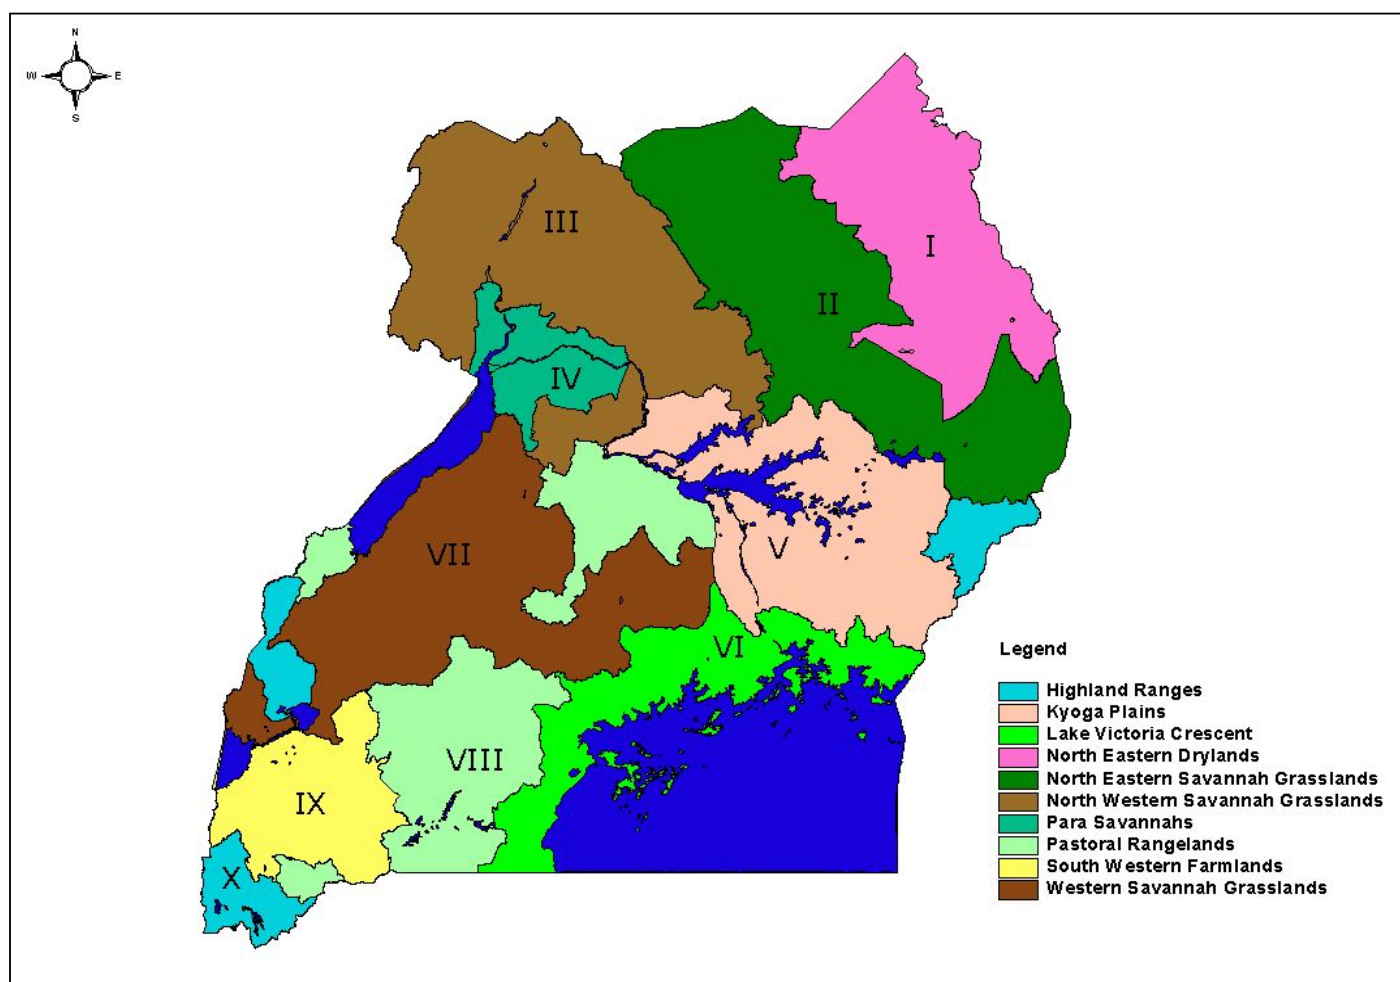 N
W E
S
III
I
II
IV
VII
V
VI
VIII
IX
X
Legend
Highland Ranges
Kyoga Plains
Lake Victoria Crescent
North Eastern Drylands
North Eastern Savannah Grasslands
North Western Savannah Grasslands
Para Savannahs
Pastoral Rangelands
South Western Farmlands
Western Savannah Grasslands